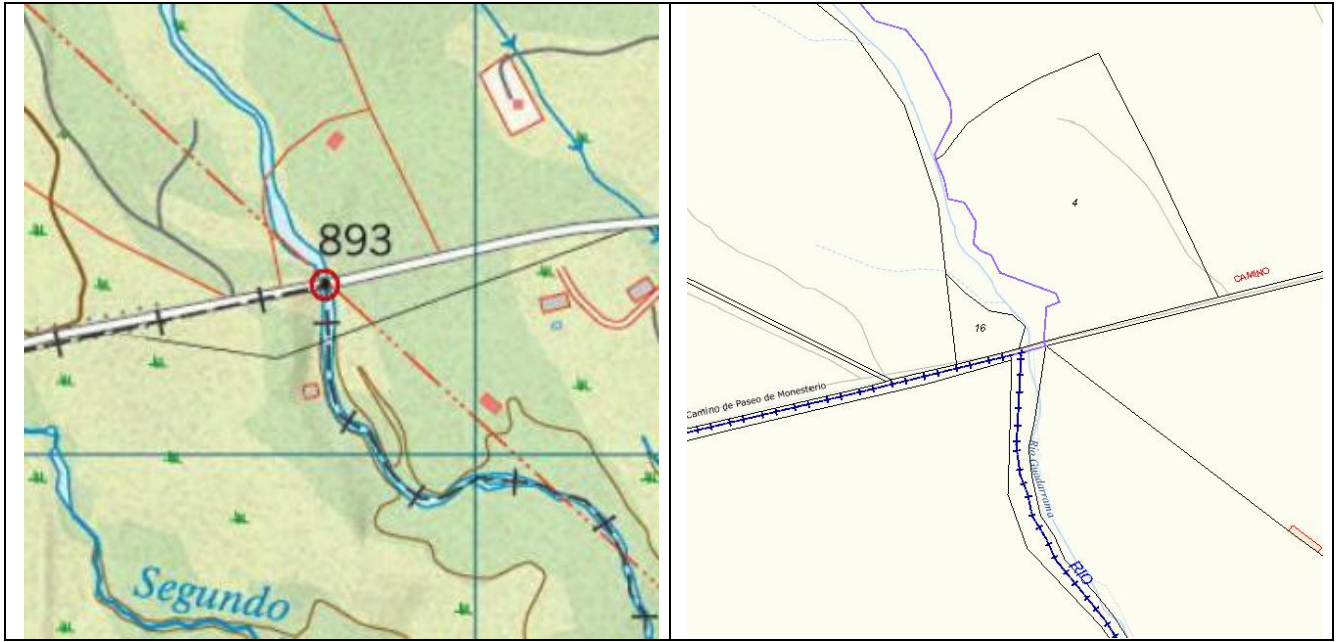 893
Segundo
4
CAMINO
16
Camino de Paseo de Monesterio
Río Guadarrama
RIO